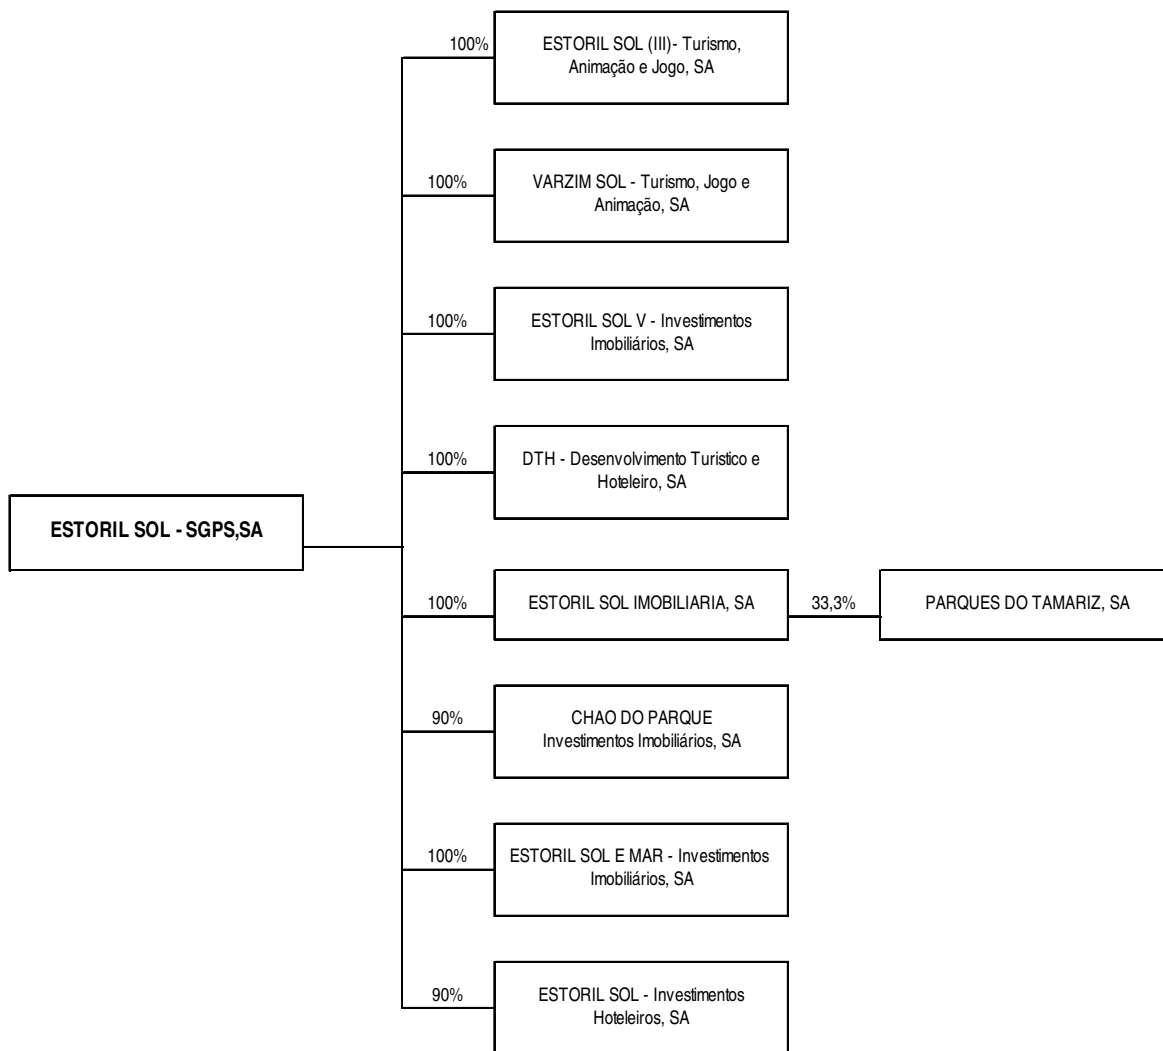 100%
ESTORIL SOL (III)- Turismo,
Animação e Jogo, SA
100%
VARZIM SOL - Turismo, Jogo e
Animação, SA
100%
ESTORIL SOL V - Investimentos
Imobiliários, SA
100%
DTH - Desenvolvimento Turistico e
Hoteleiro, SA
ESTORIL SOL - SGPS,SA
100%
ESTORIL SOL IMOBILIARIA, SA
33,3%
PARQUES DO TAMARIZ, SA
90%
CHAO DO PARQUE
Investimentos Imobiliários, SA
100%
ESTORIL SOL E MAR - Investimentos
Imobiliários, SA
90%
ESTORIL SOL - Investimentos
Hoteleiros, SA